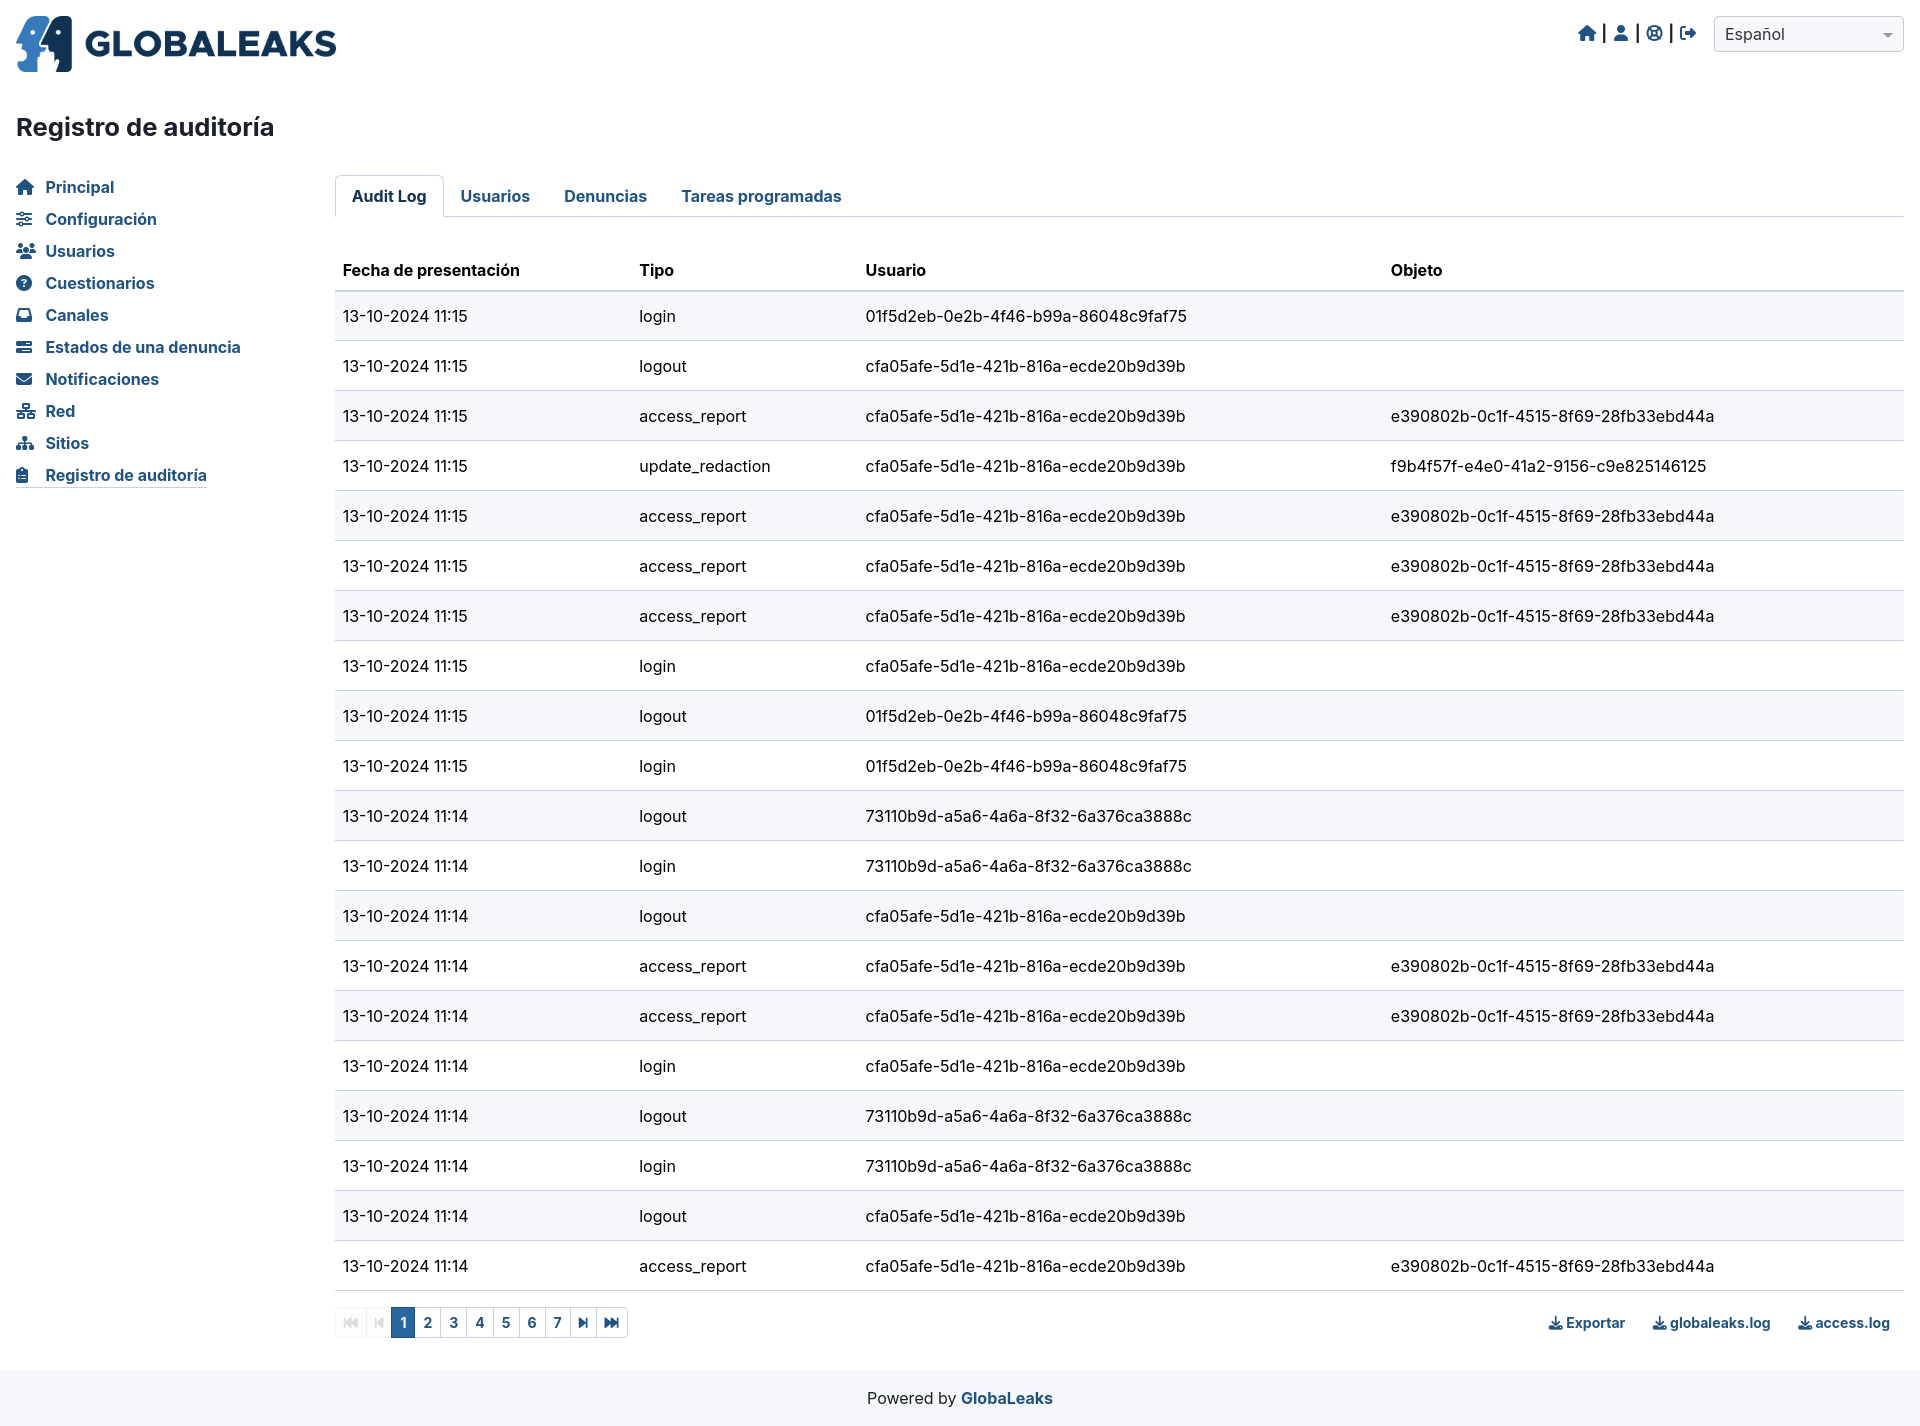 GLOBALEAKS
Español
Registro de auditoría
Principal
Configuración
Usuarios
Cuestionarios
Canales
Estados de una denuncia
Notificaciones
Red
Sitios
Registro de auditoría
Audit Log Usuarios Denuncias Tareas programadas
Fecha de presentación Tipo Usuario Objeto
13-10-2024 11:15 login 01f5d2eb-0e2b-4f46-b99a-86048c9faf75
13-10-2024 11:15 logout cfa05afe-5d1e-421b-816a-ecde20b9d39b
13-10-2024 11:15 access_report cfa05afe-5d1e-421b-816a-ecde20b9d39b e390802b-0c1f-4515-8f69-28fb33ebd44a
13-10-2024 11:15 update_redaction cfa05afe-5d1e-421b-816a-ecde20b9d39b f9b4f57f-e4e0-41a2-9156-c9e825146125
13-10-2024 11:15 access_report cfa05afe-5d1e-421b-816a-ecde20b9d39b e390802b-0c1f-4515-8f69-28fb33ebd44a
13-10-2024 11:15 access_report cfa05afe-5d1e-421b-816a-ecde20b9d39b e390802b-0c1f-4515-8f69-28fb33ebd44a
13-10-2024 11:15 access_report cfa05afe-5d1e-421b-816a-ecde20b9d39b e390802b-0c1f-4515-8f69-28fb33ebd44a
13-10-2024 11:15 login cfa05afe-5d1e-421b-816a-ecde20b9d39b
13-10-2024 11:15 logout 01f5d2eb-0e2b-4f46-b99a-86048c9faf75
13-10-2024 11:15 login 01f5d2eb-0e2b-4f46-b99a-86048c9faf75
13-10-2024 11:14 logout 73110b9d-a5a6-4a6a-8f32-6a376ca3888c
13-10-2024 11:14 login 73110b9d-a5a6-4a6a-8f32-6a376ca3888c
13-10-2024 11:14 logout cfa05afe-5d1e-421b-816a-ecde20b9d39b
13-10-2024 11:14 access_report cfa05afe-5d1e-421b-816a-ecde20b9d39b e390802b-0c1f-4515-8f69-28fb33ebd44a
13-10-2024 11:14 access_report cfa05afe-5d1e-421b-816a-ecde20b9d39b e390802b-0c1f-4515-8f69-28fb33ebd44a
13-10-2024 11:14 login cfa05afe-5d1e-421b-816a-ecde20b9d39b
13-10-2024 11:14 logout 73110b9d-a5a6-4a6a-8f32-6a376ca3888c
13-10-2024 11:14 login 73110b9d-a5a6-4a6a-8f32-6a376ca3888c
13-10-2024 11:14 logout cfa05afe-5d1e-421b-816a-ecde20b9d39b
13-10-2024 11:14 access_report cfa05afe-5d1e-421b-816a-ecde20b9d39b e390802b-0c1f-4515-8f69-28fb33ebd44a
1 2 3 4 5 6 7
Exportar globaleaks.log access.log
Powered by GlobaLeaks